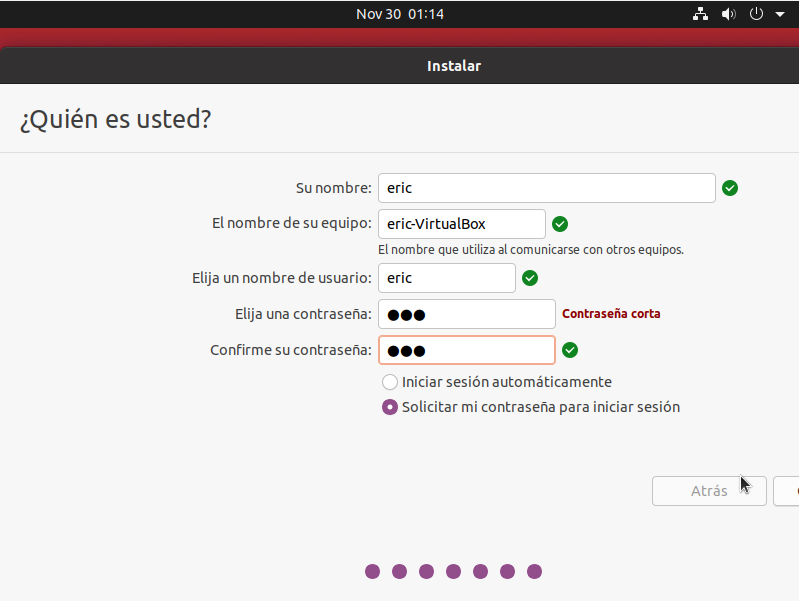 Nov 30 01:14
Instalar
¿Quién es usted?
Su nombre: eric
El nombre de su equipo: eric-VirtualBox
El nombre que utiliza al comunicarse con otros equipos.
Elija un nombre de usuario: eric
Elija una contraseña: ●●● Contraseña corta
Confirme su contraseña: ●●●
Iniciar sesión automáticamente
Solicitar mi contraseña para iniciar sesión
Atrás